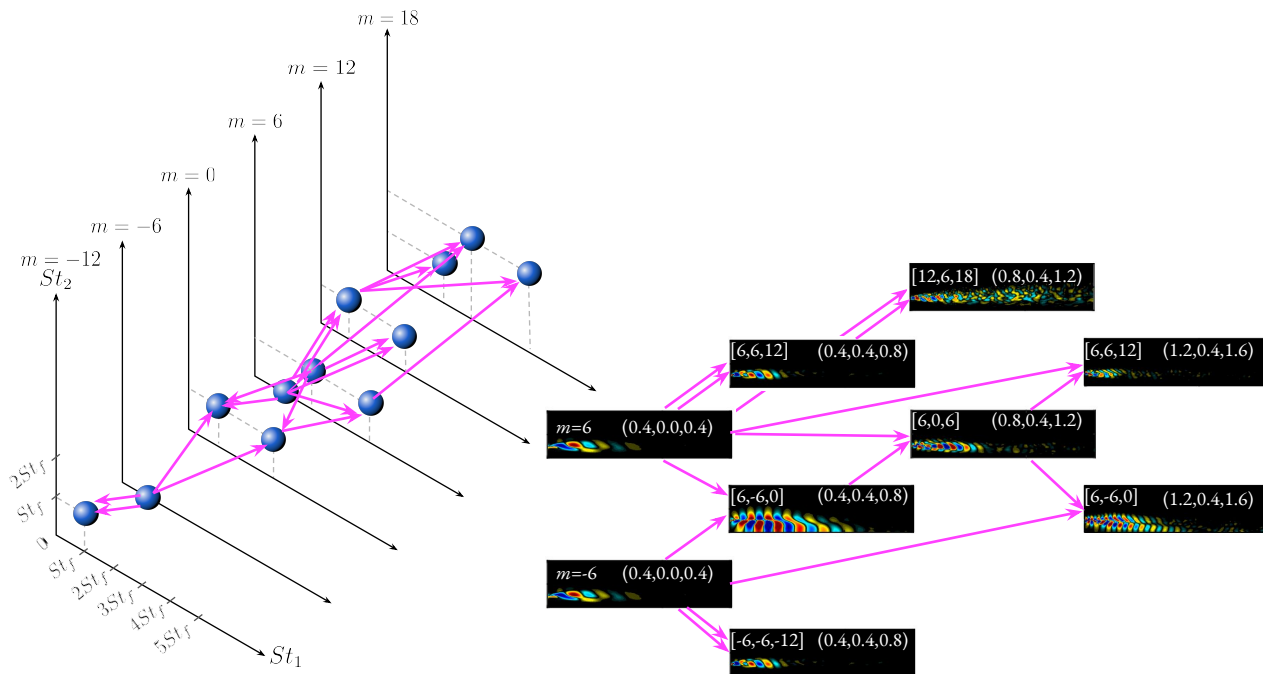 m = 18
m = 12
m = 6
m = 0
m = −6
m = −12
St₂
2St_f
St_f
0
St_f
2St_f
3St_f
4St_f
5St_f
St₁
[12,6,18] (0.8,0.4,1.2)
[6,6,12] (0.4,0.4,0.8)
[6,6,12] (1.2,0.4,1.6)
m=6 (0.4,0.0,0.4)
[6,0,6] (0.8,0.4,1.2)
[6,-6,0] (0.4,0.4,0.8)
[6,-6,0] (1.2,0.4,1.6)
m=-6 (0.4,0.0,0.4)
[-6,-6,-12] (0.4,0.4,0.8)